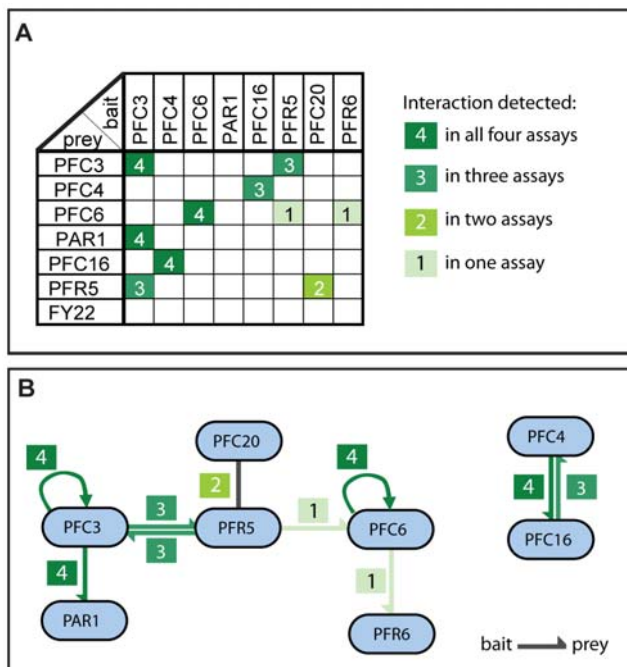 A
bait
prey
PFC3 PFC4 PFC6 PAR1 PFC16 PFR5 PFC20 PFR6
PFC3 4 3
PFC4 3
PFC6 4 1 1
PAR1 4
PFC16 4
PFR5 3 2
FY22
Interaction detected:
4 in all four assays
3 in three assays
2 in two assays
1 in one assay
B
PFC20
PFC4
4
4
2
4
3
3
1
PFC3
PFR5
PFC6
PFC16
3
4
1
PAR1
PFR6
bait prey